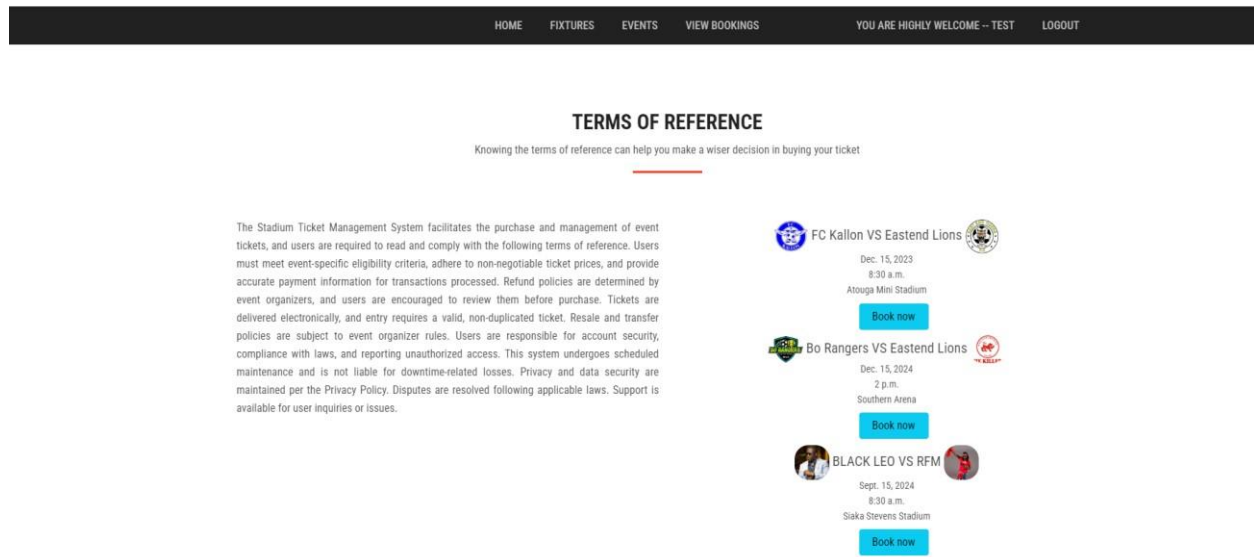 HOME FIXTURES EVENTS VIEW BOOKINGS YOU ARE HIGHLY WELCOME -- TEST LOGOUT
TERMS OF REFERENCE
Knowing the terms of reference can help you make a wiser decision in buying your ticket
The Stadium Ticket Management System facilitates the purchase and management of event
tickets, and users are required to read and comply with the following terms of reference. Users
must meet event-specific eligibility criteria, adhere to non-negotiable ticket prices, and provide
accurate payment information for transactions processed. Refund policies are determined by
event organizers, and users are encouraged to review them before purchase. Tickets are
delivered electronically, and entry requires a valid, non-duplicated ticket. Resale and transfer
policies are subject to event organizer rules. Users are responsible for account security,
compliance with laws, and reporting unauthorized access. This system undergoes scheduled
maintenance and is not liable for downtime-related losses. Privacy and data security are
maintained per the Privacy Policy. Disputes are resolved following applicable laws. Support is
available for user inquiries or issues.
FC Kallon VS Eastend Lions
Dec. 15, 2023
8:30 a.m.
Atouga Mini Stadium
Book now
Bo Rangers VS Eastend Lions
Dec. 15, 2024
2 p.m.
Southern Arena
Book now
BLACK LEO VS RFM
Sept. 15, 2024
8:30 a.m.
Siaka Stevens Stadium
Book now